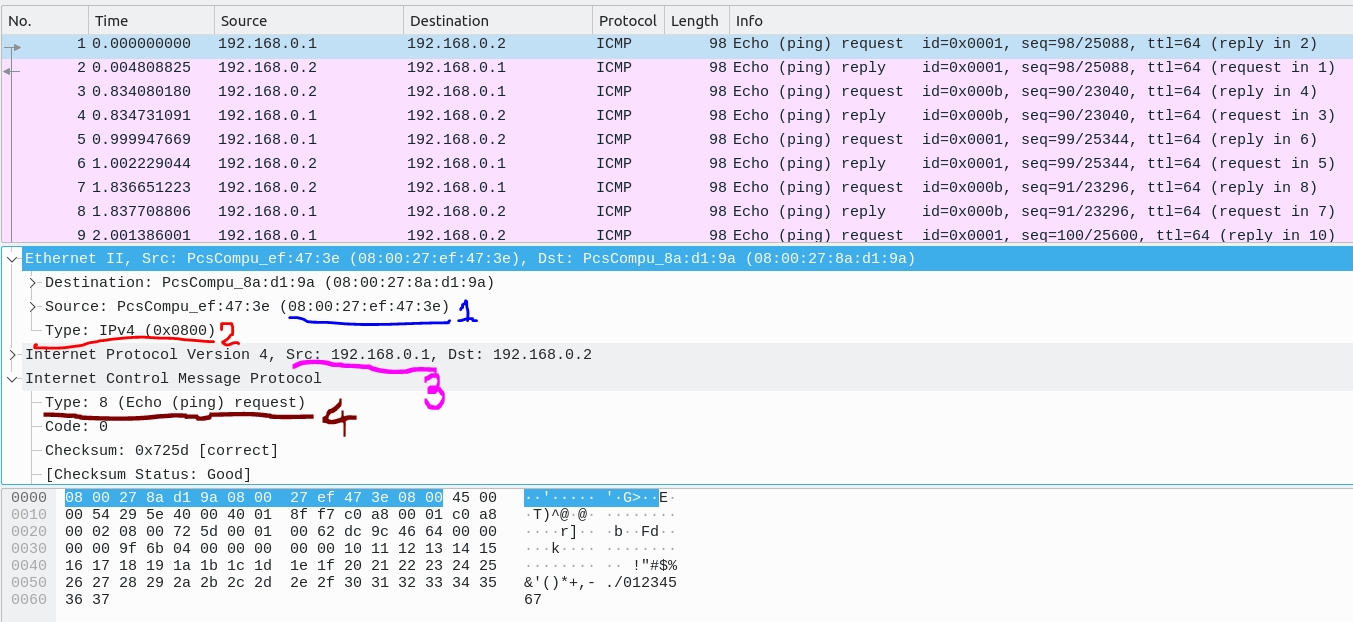 No. Time Source Destination Protocol Length Info
1 0.000000000 192.168.0.1 192.168.0.2 ICMP 98 Echo (ping) request id=0x0001, seq=98/25088, ttl=64 (reply in 2)
2 0.004808825 192.168.0.2 192.168.0.1 ICMP 98 Echo (ping) reply id=0x0001, seq=98/25088, ttl=64 (request in 1)
3 0.834080180 192.168.0.2 192.168.0.1 ICMP 98 Echo (ping) request id=0x000b, seq=90/23040, ttl=64 (reply in 4)
4 0.834731091 192.168.0.1 192.168.0.2 ICMP 98 Echo (ping) reply id=0x000b, seq=90/23040, ttl=64 (request in 3)
5 0.999947669 192.168.0.1 192.168.0.2 ICMP 98 Echo (ping) request id=0x0001, seq=99/25344, ttl=64 (reply in 6)
6 1.002229044 192.168.0.2 192.168.0.1 ICMP 98 Echo (ping) reply id=0x0001, seq=99/25344, ttl=64 (request in 5)
7 1.836651223 192.168.0.2 192.168.0.1 ICMP 98 Echo (ping) request id=0x000b, seq=91/23296, ttl=64 (reply in 8)
8 1.837708806 192.168.0.1 192.168.0.2 ICMP 98 Echo (ping) reply id=0x000b, seq=91/23296, ttl=64 (request in 7)
9 2.001386001 192.168.0.1 192.168.0.2 ICMP 98 Echo (ping) request id=0x0001, seq=100/25600, ttl=64 (reply in 10)
Ethernet II, Src: PcsCompu_ef:47:3e (08:00:27:ef:47:3e), Dst: PcsCompu_8a:d1:9a (08:00:27:8a:d1:9a)
Destination: PcsCompu_8a:d1:9a (08:00:27:8a:d1:9a)
Source: PcsCompu_ef:47:3e (08:00:27:ef:47:3e) 1
Type: IPv4 (0x0800) 2
Internet Protocol Version 4, Src: 192.168.0.1, Dst: 192.168.0.2
Internet Control Message Protocol 3
Type: 8 (Echo (ping) request) 4
Code: 0
Checksum: 0x725d [correct]
[Checksum Status: Good]
0000 08 00 27 8a d1 9a 08 00 27 ef 47 3e 08 00 45 00 ··'····· '·G>··E·
0010 00 54 29 5e 40 00 40 01 8f f7 c0 a8 00 01 c0 a8 ·T)^@·@· ········
0020 00 02 08 00 72 5d 00 01 00 62 dc 9c 46 64 00 00 ····r]·· ·b··Fd··
0030 00 00 9f 6b 04 00 00 00 00 00 10 11 12 13 14 15 ···k···· ········
0040 16 17 18 19 1a 1b 1c 1d 1e 1f 20 21 22 23 24 25 ········ ·· !"#$%
0050 26 27 28 29 2a 2b 2c 2d 2e 2f 30 31 32 33 34 35 &'()*+,- ./012345
0060 36 37 67